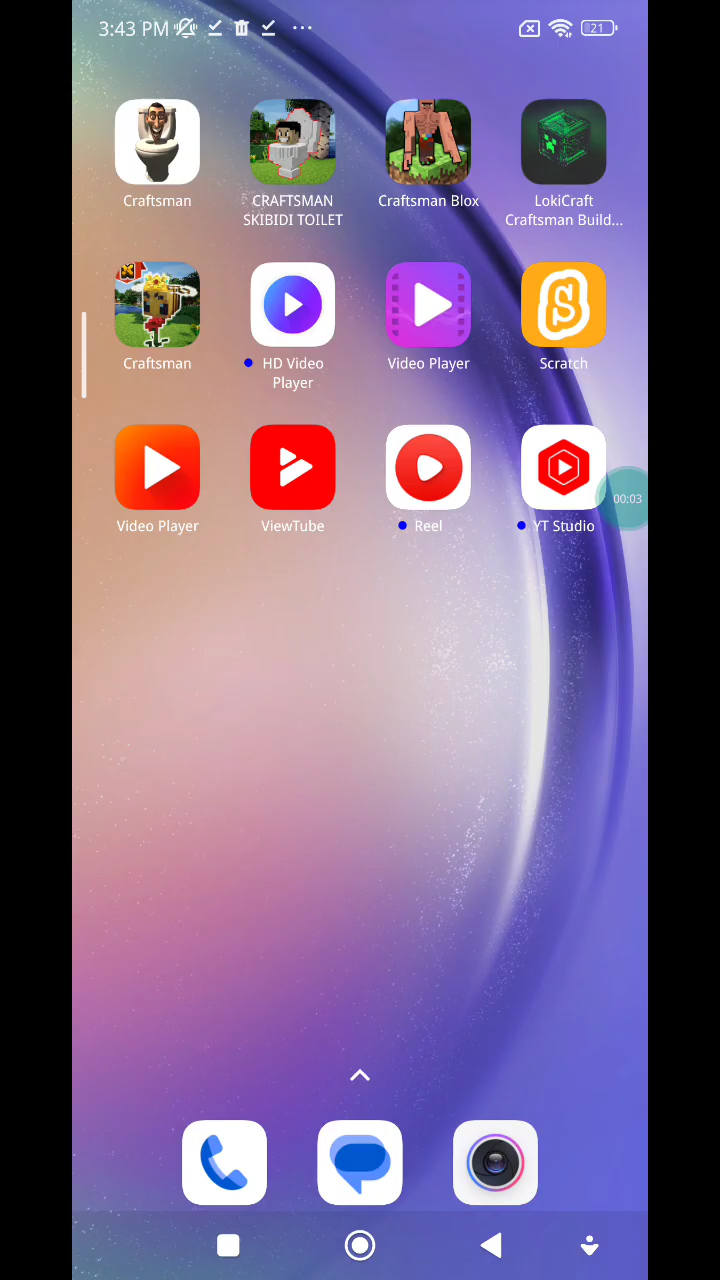 3:43 PM
21
Craftsman
CRAFTSMAN
SKIBIDI TOILET
Craftsman Blox
LokiCraft
Craftsman Build...
Craftsman
HD Video
Player
Video Player
Scratch
Video Player
ViewTube
Reel
YT Studio
00:03